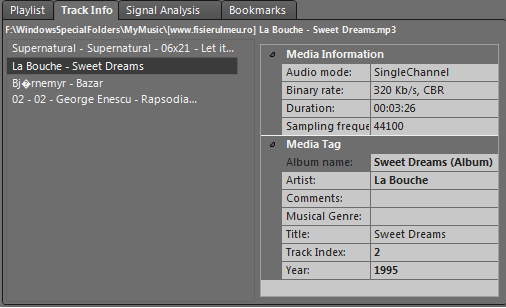 Playlist Track Info Signal Analysis Bookmarks
F:\WindowsSpecialFolders\MyMusic\[www.fisierulmeu.ro] La Bouche - Sweet Dreams.mp3
Supernatural - Supernatural - 06x21 - Let it...
La Bouche - Sweet Dreams
Bj�rnemyr - Bazar
02 - 02 - George Enescu - Rapsodia...
Media Information
Audio mode: SingleChannel
Binary rate: 320 Kb/s, CBR
Duration: 00:03:26
Sampling freque 44100
Media Tag
Album name: Sweet Dreams (Album)
Artist: La Bouche
Comments:
Musical Genre:
Title: Sweet Dreams
Track Index: 2
Year: 1995